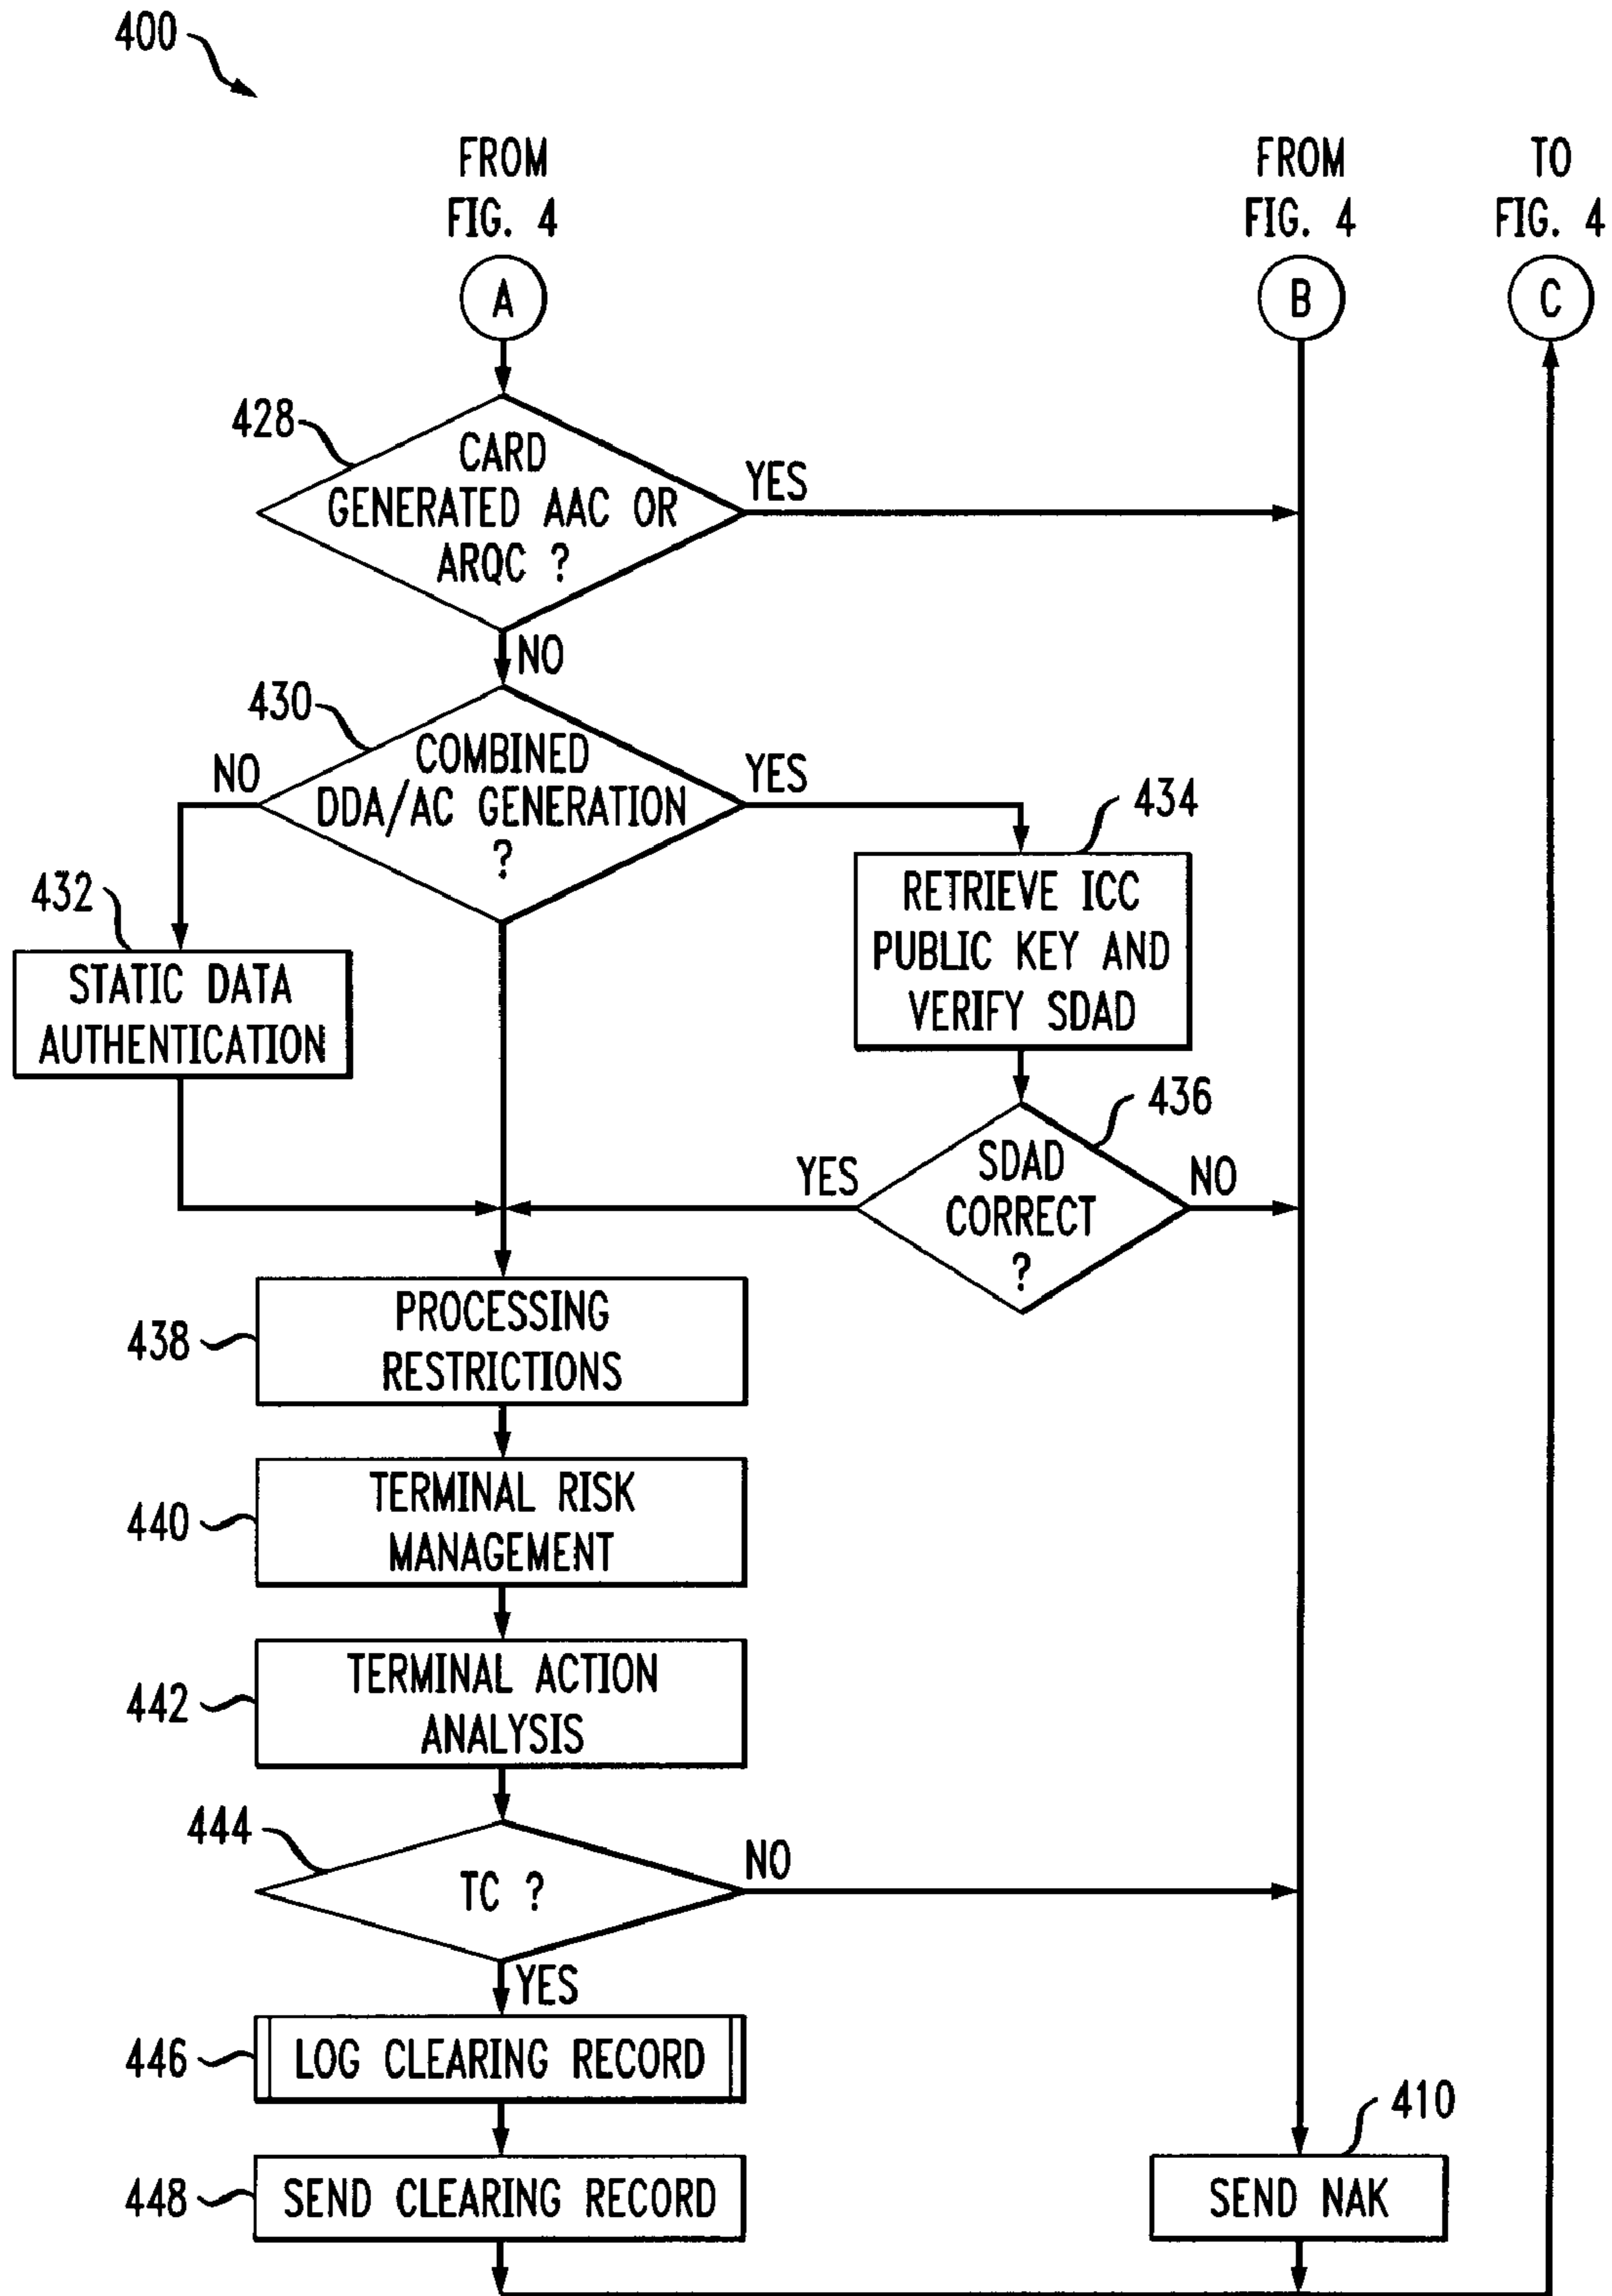 400
FROM
FIG. 4
A
FROM
FIG. 4
B
TO
FIG. 4
C
428
CARD
GENERATED AAC OR
ARQC ?
YES
NO
430
COMBINED
DDA/AC GENERATION
?
NO
YES
432
STATIC DATA
AUTHENTICATION
434
RETRIEVE ICC
PUBLIC KEY AND
VERIFY SDAD
436
SDAD
CORRECT
?
YES
NO
438
PROCESSING
RESTRICTIONS
440
TERMINAL RISK
MANAGEMENT
442
TERMINAL ACTION
ANALYSIS
444
TC ?
NO
YES
446
LOG CLEARING RECORD
448
SEND CLEARING RECORD
410
SEND NAK